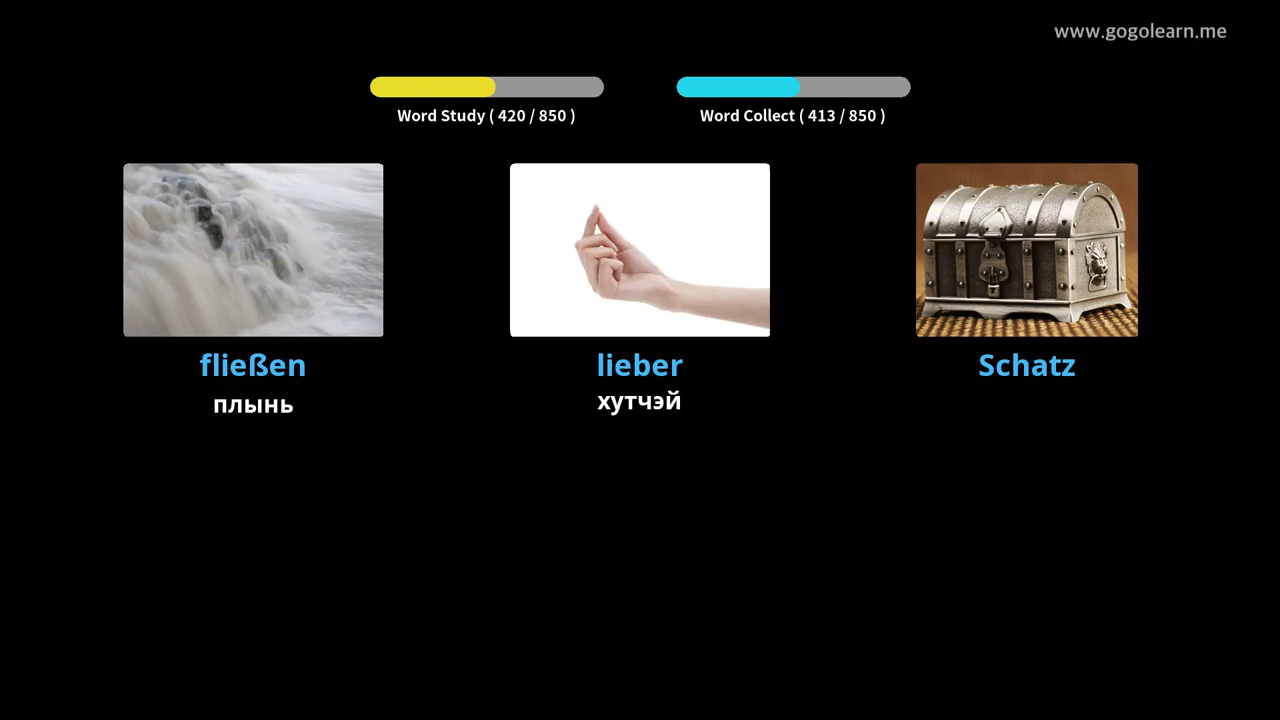 www.gogolearn.me
Word Study ( 420 / 850 )
Word Collect ( 413 / 850 )
fließen
lieber
Schatz
плынь
хутчэй